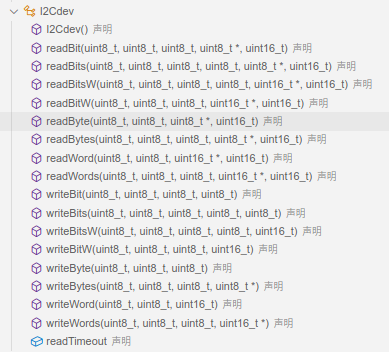 I2Cdev
I2Cdev() 声明
readBit(uint8_t, uint8_t, uint8_t, uint8_t *, uint16_t) 声明
readBits(uint8_t, uint8_t, uint8_t, uint8_t, uint8_t *, uint16_t) 声明
readBitsW(uint8_t, uint8_t, uint8_t, uint8_t, uint16_t *, uint16_t) 声明
readBitW(uint8_t, uint8_t, uint8_t, uint16_t *, uint16_t) 声明
readByte(uint8_t, uint8_t, uint8_t *, uint16_t) 声明
readBytes(uint8_t, uint8_t, uint8_t, uint8_t *, uint16_t) 声明
readWord(uint8_t, uint8_t, uint16_t *, uint16_t) 声明
readWords(uint8_t, uint8_t, uint8_t, uint16_t *, uint16_t) 声明
writeBit(uint8_t, uint8_t, uint8_t, uint8_t) 声明
writeBits(uint8_t, uint8_t, uint8_t, uint8_t, uint8_t) 声明
writeBitsW(uint8_t, uint8_t, uint8_t, uint8_t, uint16_t) 声明
writeBitW(uint8_t, uint8_t, uint8_t, uint16_t) 声明
writeByte(uint8_t, uint8_t, uint8_t) 声明
writeBytes(uint8_t, uint8_t, uint8_t, uint8_t *) 声明
writeWord(uint8_t, uint8_t, uint16_t) 声明
writeWords(uint8_t, uint8_t, uint8_t, uint16_t *) 声明
readTimeout 声明